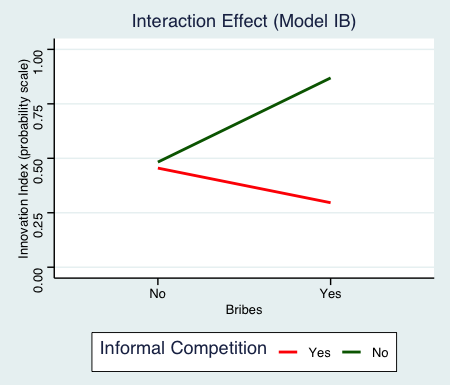 Interaction Effect (Model IB)
Innovation Index (probability scale)
1.00
0.75
0.50
0.25
0.00
No Yes
Bribes
Informal Competition Yes No